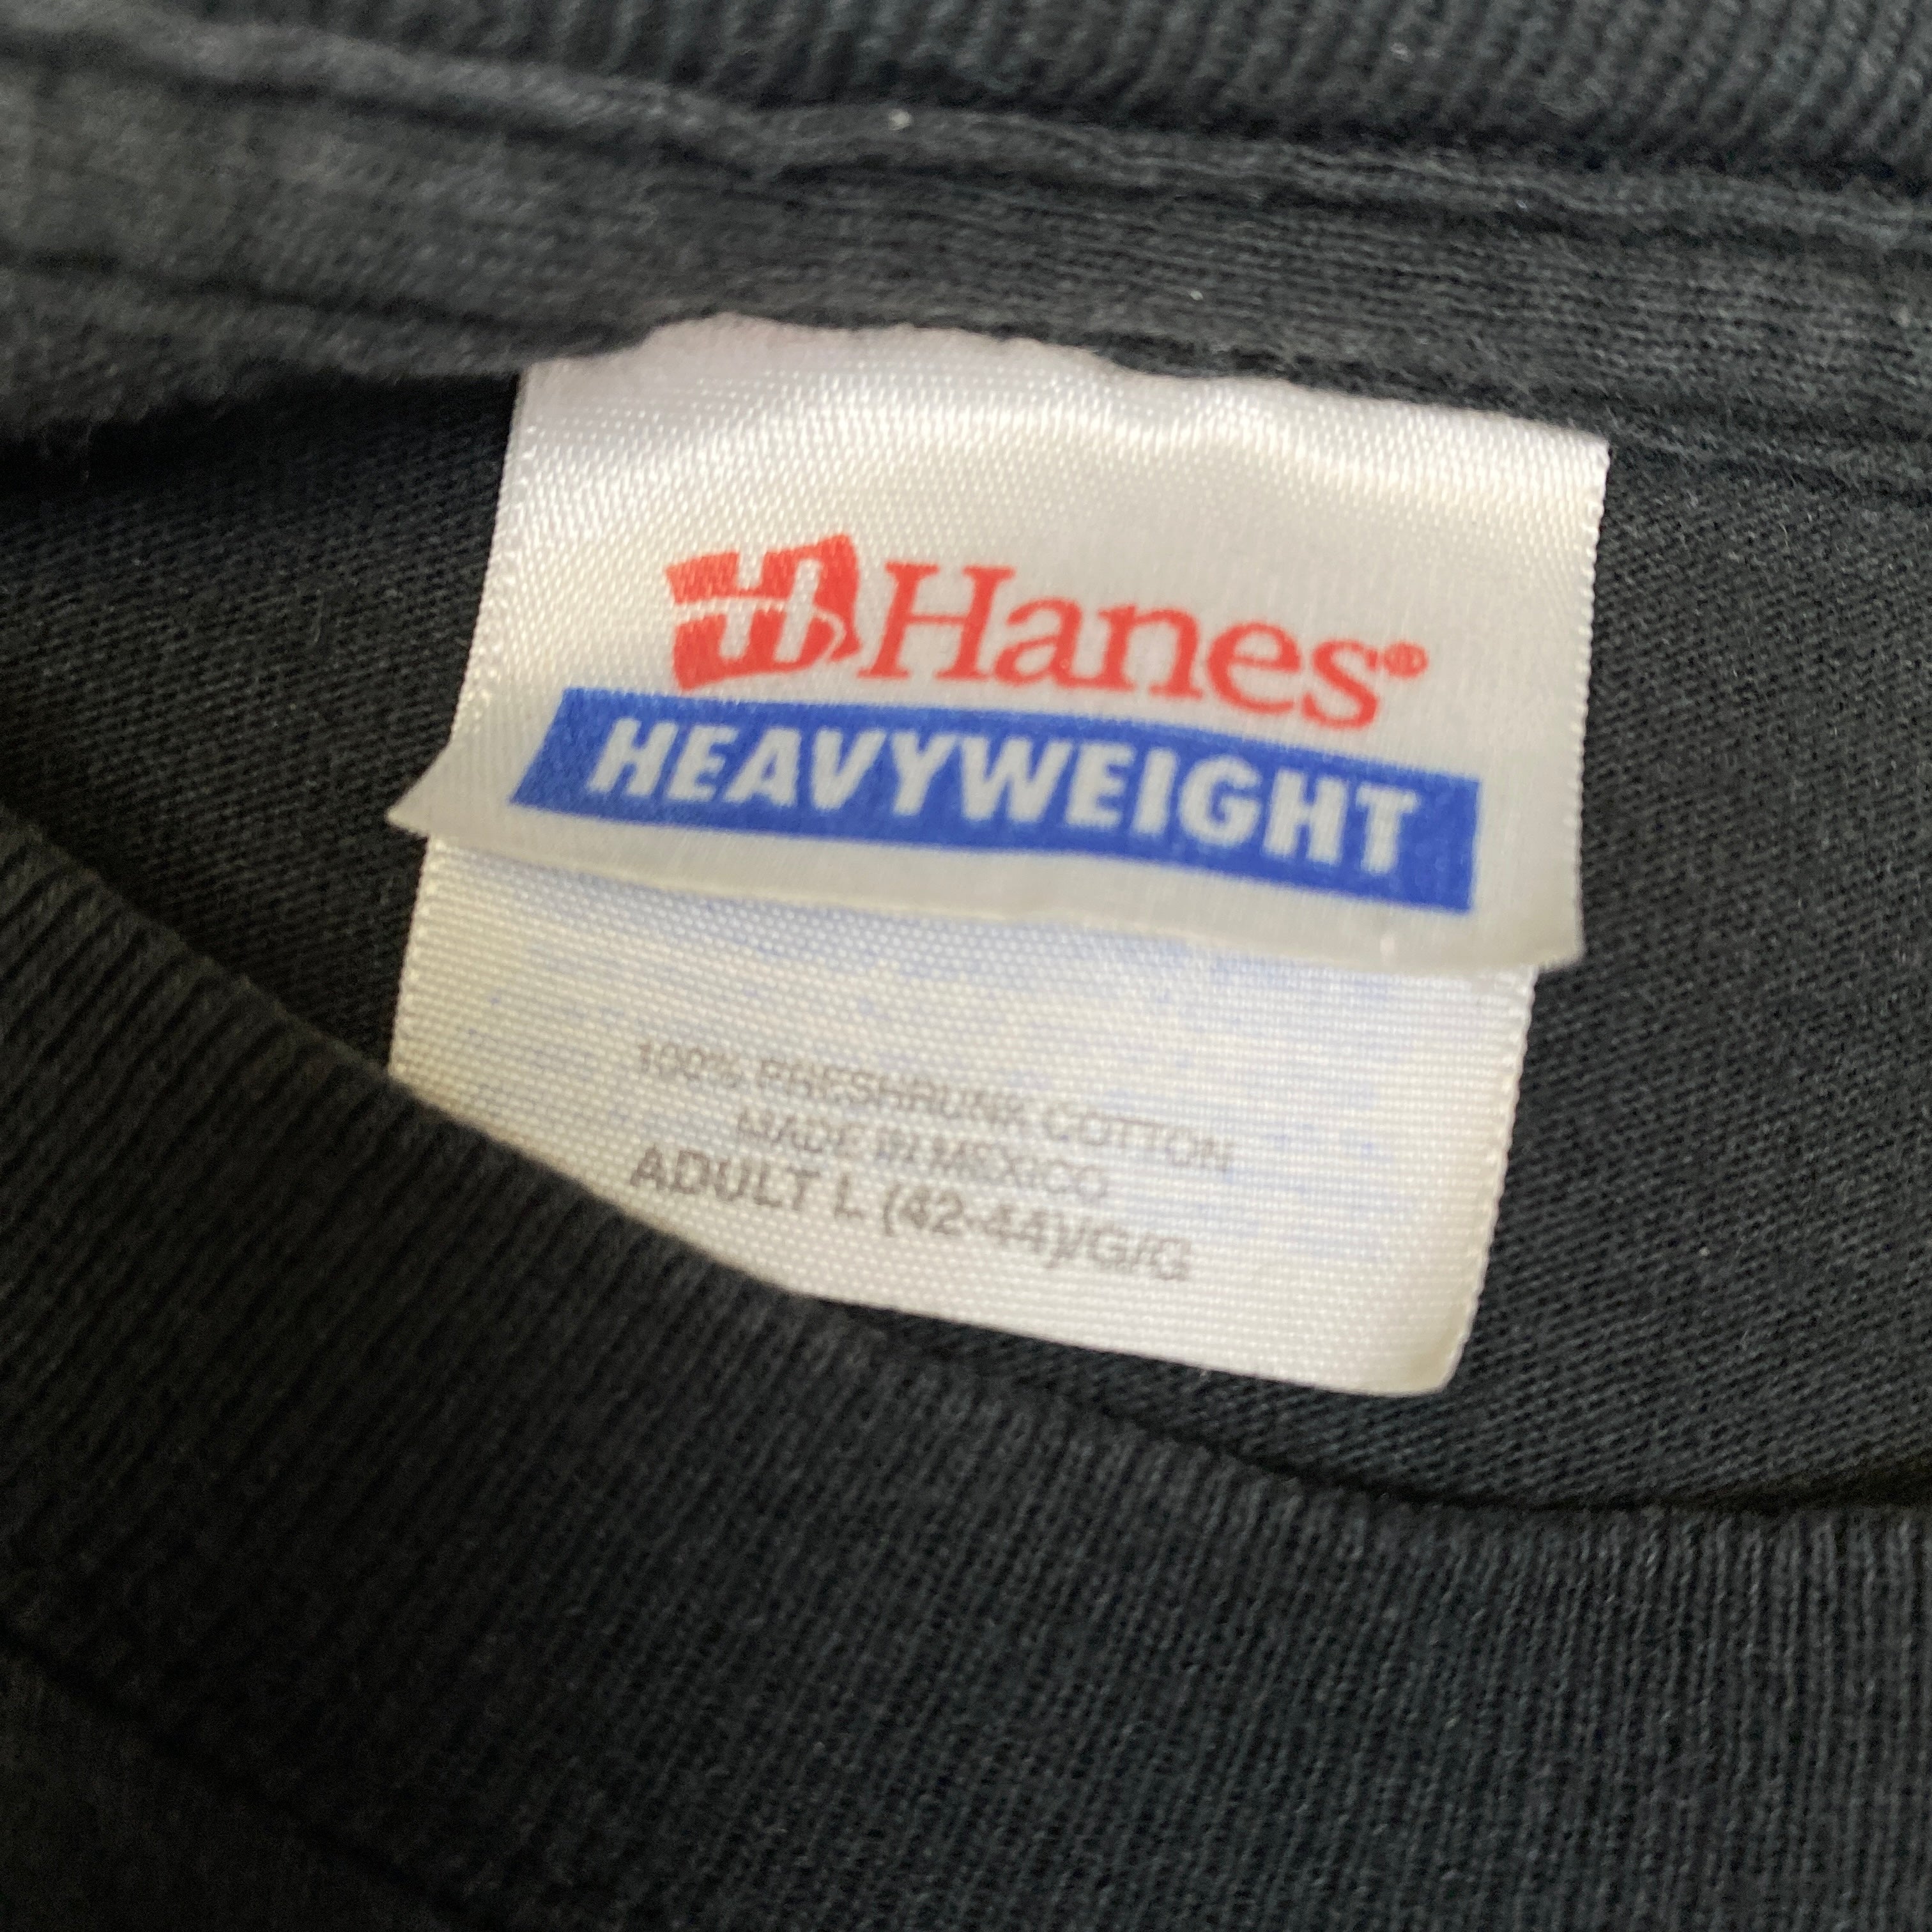 H Hanes®
HEAVYWEIGHT
100% PRESHRUNK COTTON
MADE IN MEXICO
ADULT L (42-44)/G/G